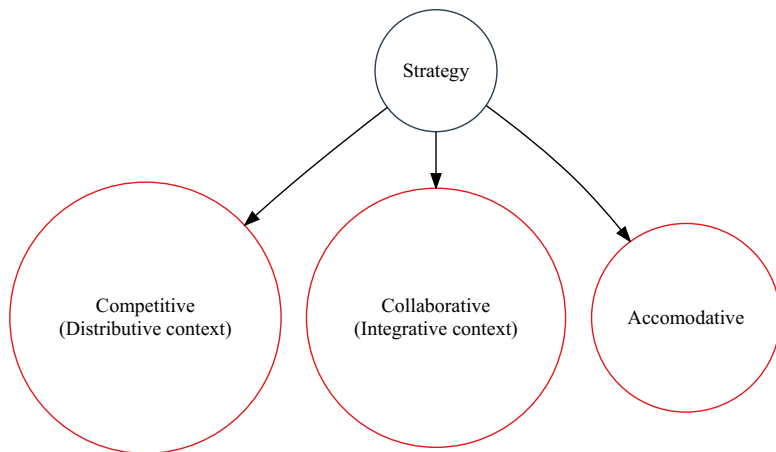 Strategy
Competitive
(Distributive context)
Collaborative
(Integrative context)
Accomodative